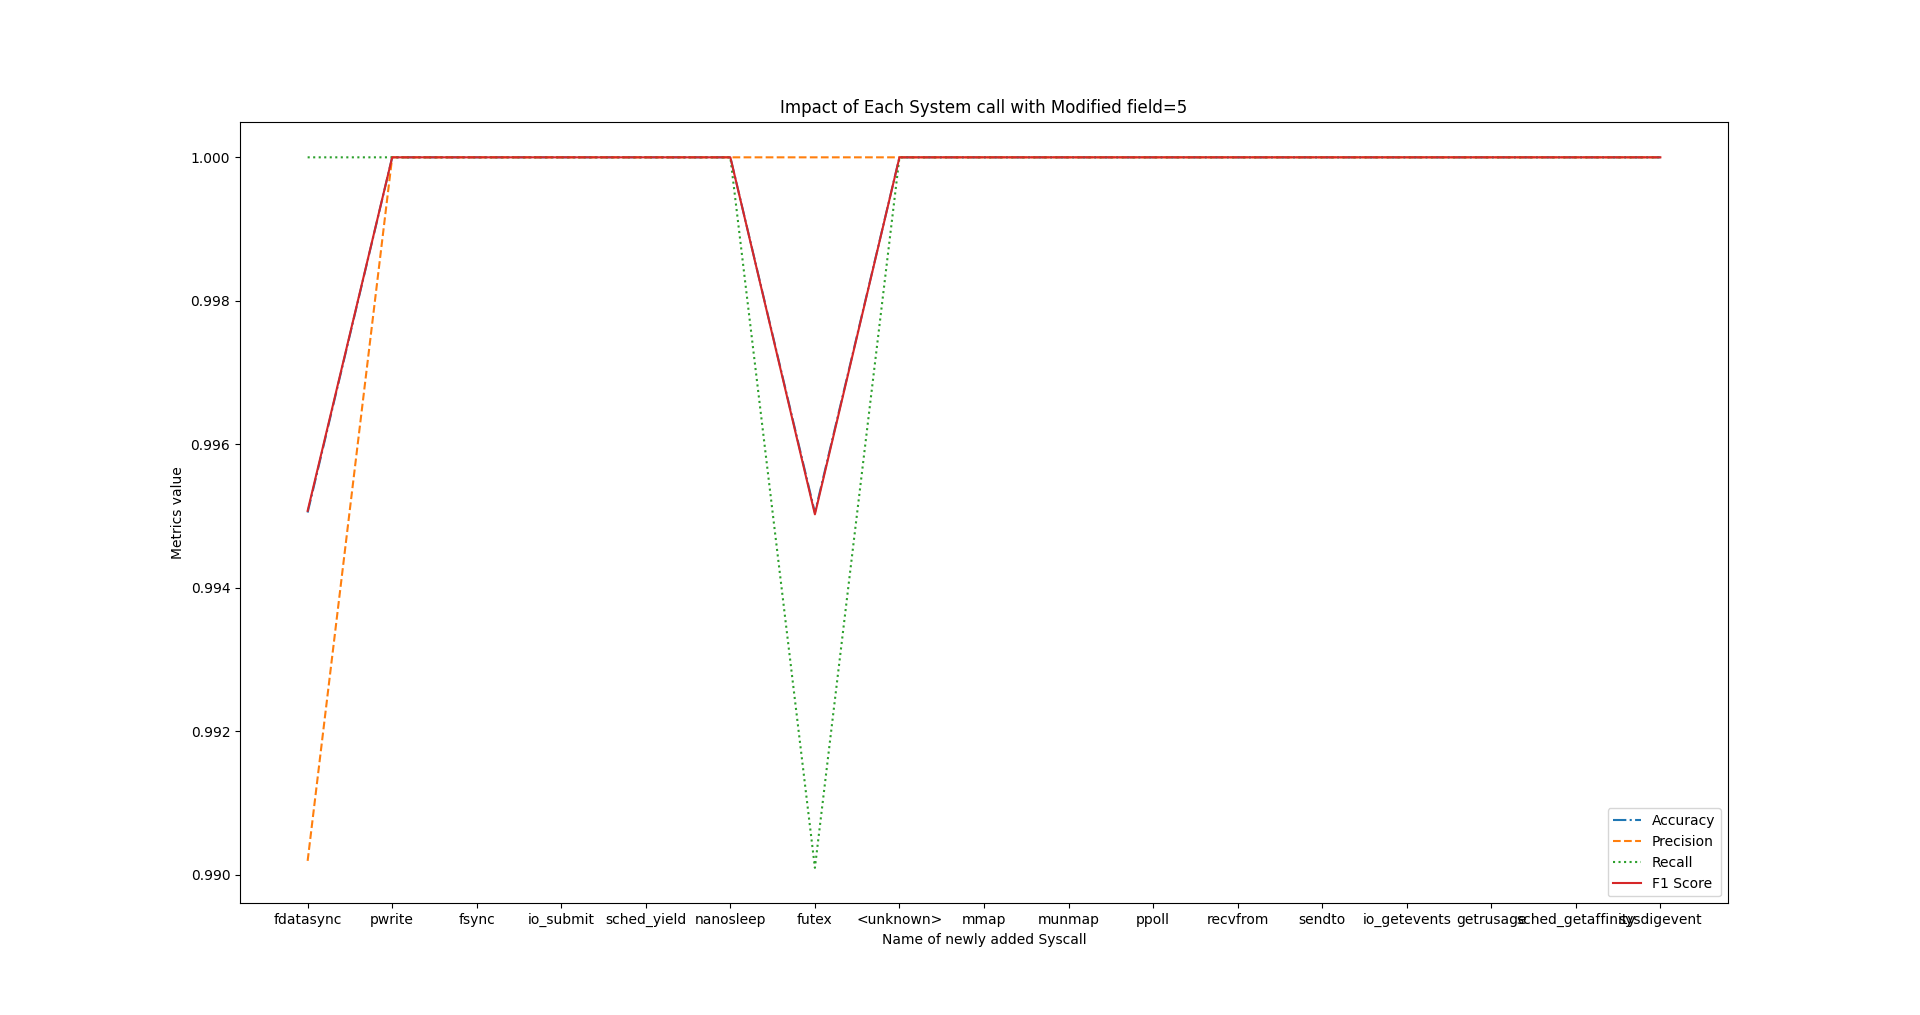 Impact of Each System call with Modified field=5
1.000
0.998
0.996
0.994
0.992
0.990
Metrics value
Accuracy
Precision
Recall
F1 Score
fdatasync pwrite fsync io_submit sched_yield nanosleep futex <unknown> mmap munmap ppoll recvfrom sendto io_getevents getrusage sched_getaffinity sysdigevent
Name of newly added Syscall